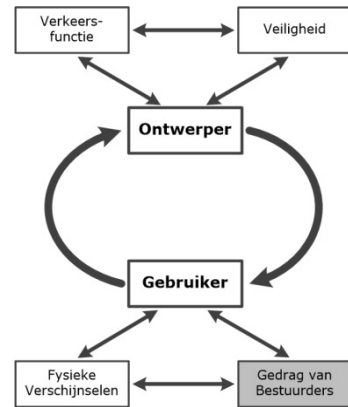 Verkeers-
functie
Veiligheid
Ontwerper
Gebruiker
Fysieke
Verschijnselen
Gedrag van
Bestuurders